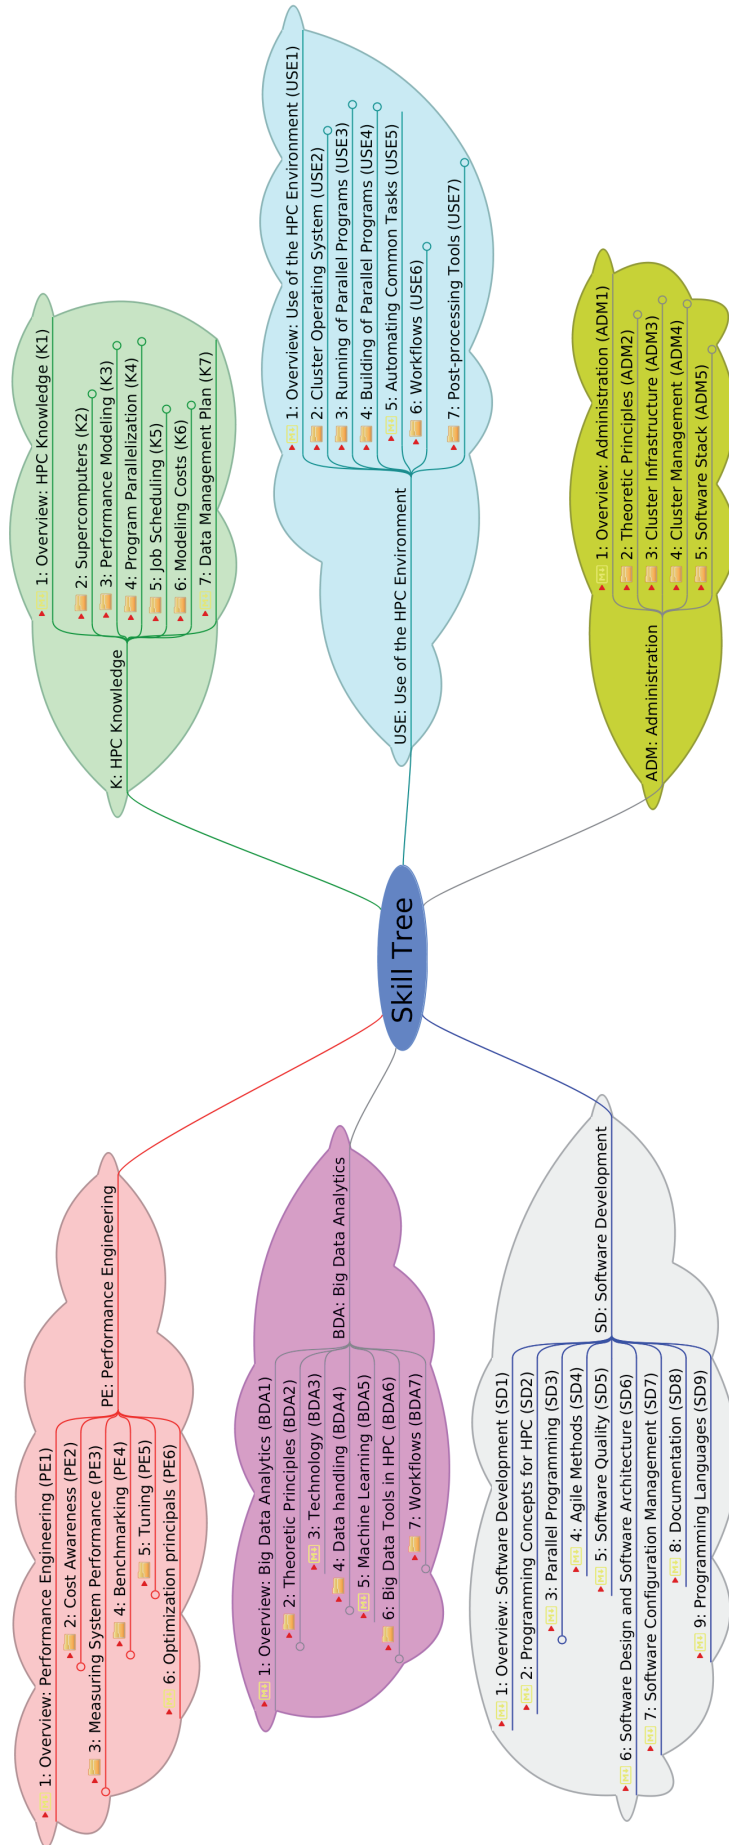 Skill Tree
K: HPC Knowledge
1: Overview: HPC Knowledge (K1)
2: Supercomputers (K2)
3: Performance Modeling (K3)
4: Program Parallelization (K4)
5: Job Scheduling (K5)
6: Modeling Costs (K6)
7: Data Management Plan (K7)
USE: Use of the HPC Environment
1: Overview: Use of the HPC Environment (USE1)
2: Cluster Operating System (USE2)
3: Running of Parallel Programs (USE3)
4: Building of Parallel Programs (USE4)
5: Automating Common Tasks (USE5)
6: Workflows (USE6)
7: Post-processing Tools (USE7)
ADM: Administration
1: Overview: Administration (ADM1)
2: Theoretic Principles (ADM2)
3: Cluster Infrastructure (ADM3)
4: Cluster Management (ADM4)
5: Software Stack (ADM5)
PE: Performance Engineering
1: Overview: Performance Engineering (PE1)
2: Cost Awareness (PE2)
3: Measuring System Performance (PE3)
4: Benchmarking (PE4)
5: Tuning (PE5)
6: Optimization principals (PE6)
BDA: Big Data Analytics
1: Overview: Big Data Analytics (BDA1)
2: Theoretic Principles (BDA2)
3: Technology (BDA3)
4: Data handling (BDA4)
5: Machine Learning (BDA5)
6: Big Data Tools in HPC (BDA6)
7: Workflows (BDA7)
SD: Software Development
1: Overview: Software Development (SD1)
2: Programming Concepts for HPC (SD2)
3: Parallel Programming (SD3)
4: Agile Methods (SD4)
5: Software Quality (SD5)
6: Software Design and Software Architecture (SD6)
7: Software Configuration Management (SD7)
8: Documentation (SD8)
9: Programming Languages (SD9)